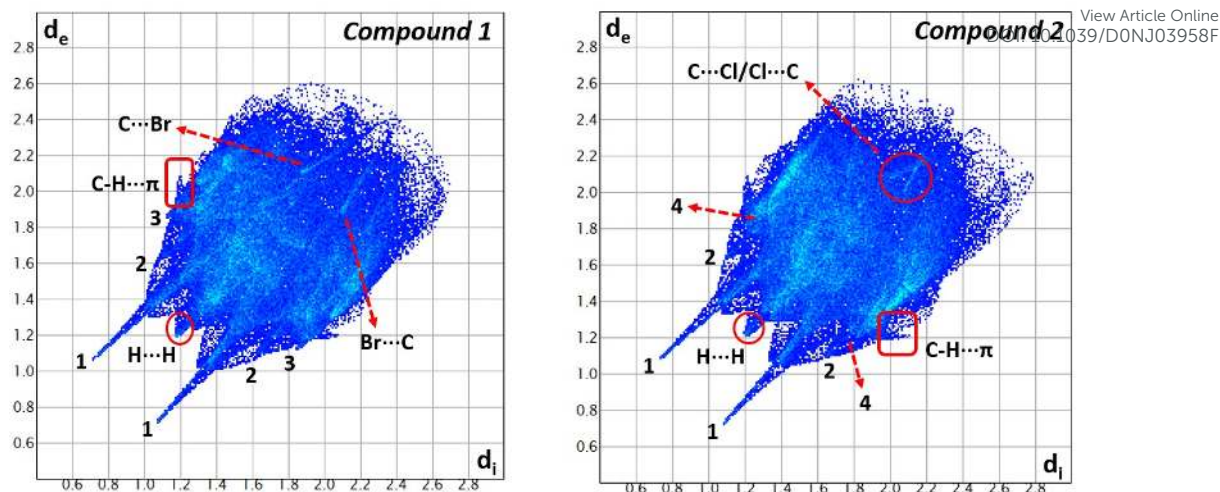 View Article Online
DOI: 10.1039/D0NJ03958F
de
Compound 1
2.8
2.6
2.4
2.2
2.0
1.8
1.6
1.4
1.2
1.0
0.8
0.6
C···Br
C-H···π
3
2
1
H···H
Br···C
2
3
1
di
0.6 0.8 1.0 1.2 1.4 1.6 1.8 2.0 2.2 2.4 2.6 2.8
de
Compound 2
2.8
2.6
2.4
2.2
2.0
1.8
1.6
1.4
1.2
1.0
0.8
0.6
C···Cl/Cl···C
4
2
1
H···H
C-H···π
2
4
1
di
0.6 0.8 1.0 1.2 1.4 1.6 1.8 2.0 2.2 2.4 2.6 2.8